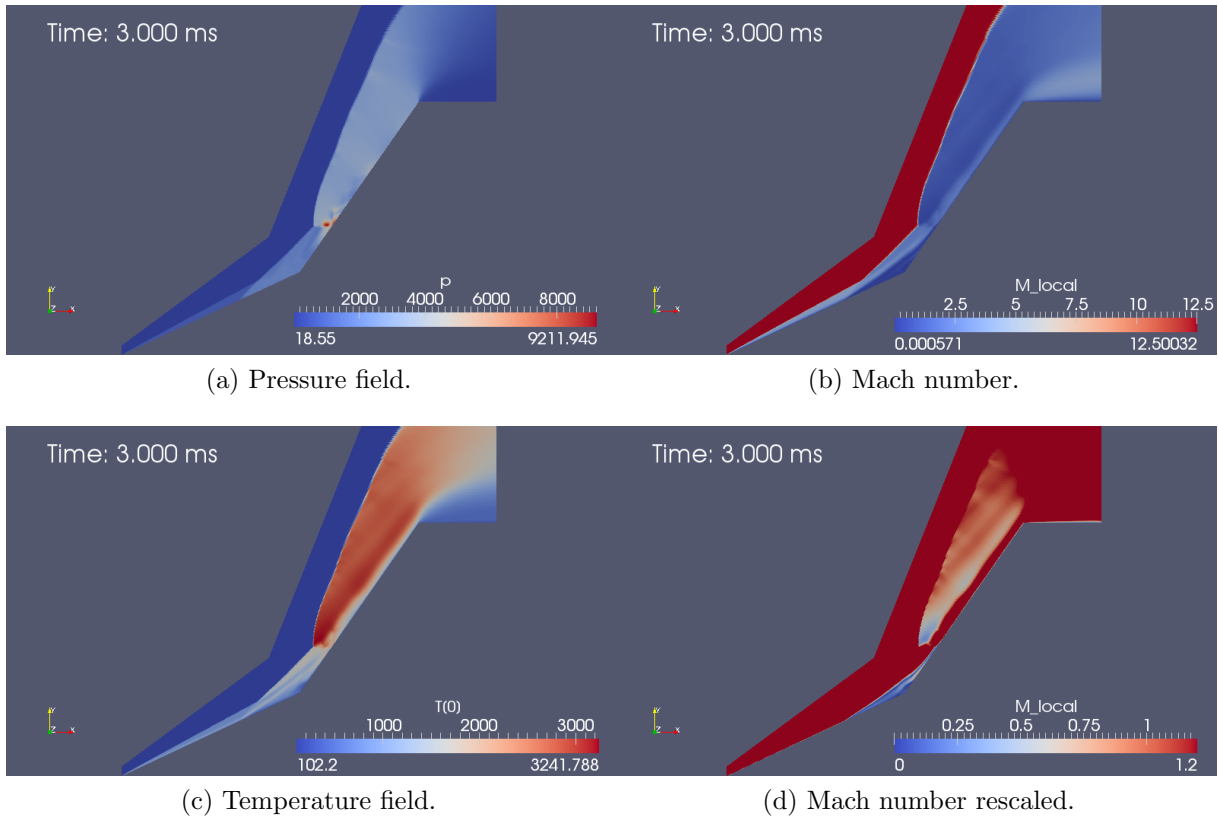 Time: 3.000 ms
Y
Z X
p
2000 4000 6000 8000
18.55 9211.945
(a) Pressure field.
Time: 3.000 ms
Y
Z X
M_local
2.5 5 7.5 10 12.5
0.000571 12.50032
(b) Mach number.
Time: 3.000 ms
Y
Z X
T(0)
1000 2000 3000
102.2 3241.788
(c) Temperature field.
Time: 3.000 ms
Y
Z X
M_local
0.25 0.5 0.75 1
0 1.2
(d) Mach number rescaled.